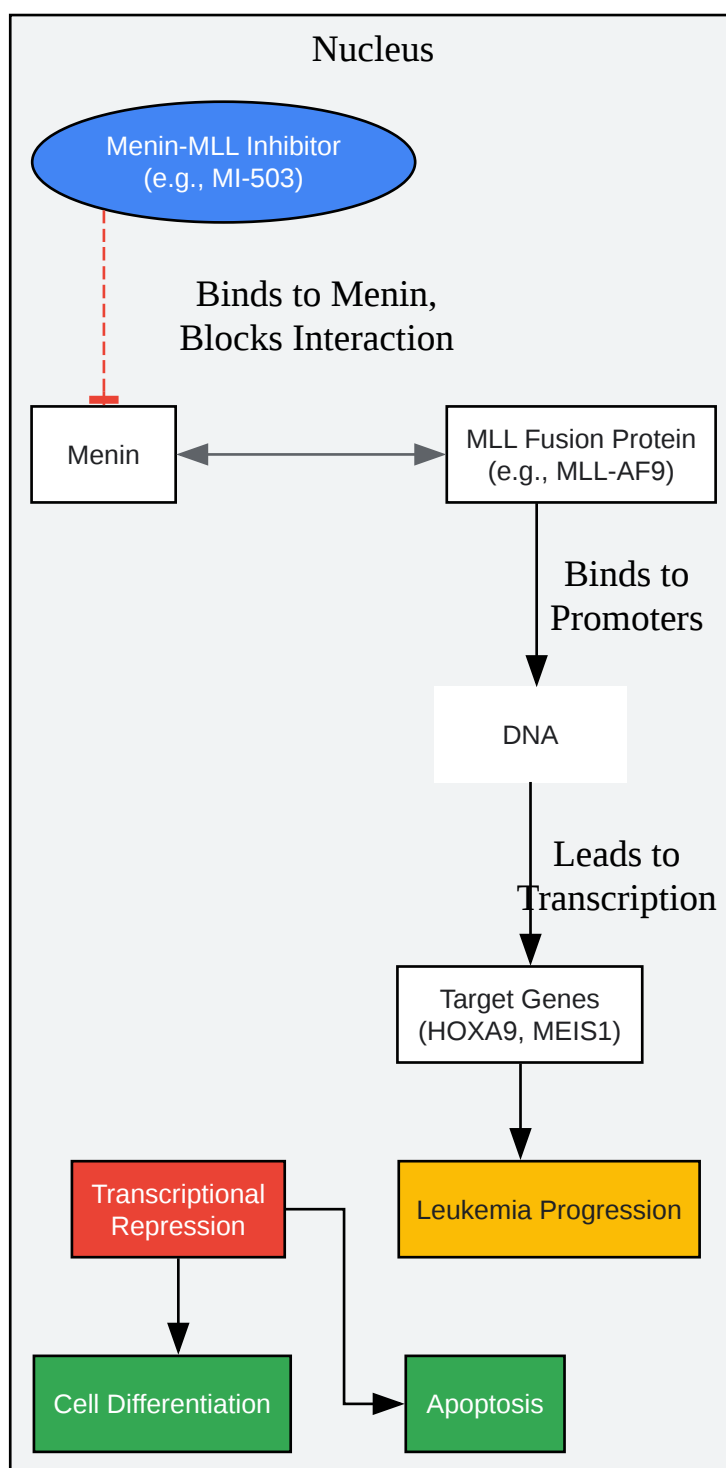 Nucleus
Menin-MLL Inhibitor
(e.g., MI-503)
Binds to Menin,
Blocks Interaction
Menin
MLL Fusion Protein
(e.g., MLL-AF9)
Binds to
Promoters
DNA
Leads to
Transcription
Target Genes
(HOXA9, MEIS1)
Transcriptional
Repression
Leukemia Progression
Cell Differentiation
Apoptosis